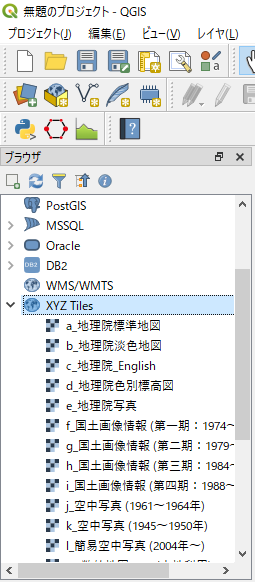 無題のプロジェクト - QGIS
プロジェクト(J) 編集(E) ビュー(V) レイヤ(L)
ブラウザ
PostGIS
MSSQL
Oracle
DB2 DB2
WMS/WMTS
XYZ Tiles
a_地理院標準地図
b_地理院淡色地図
c_地理院_English
d_地理院色別標高図
e_地理院写真
f_国土画像情報 (第一期：1974～
g_国土画像情報 (第二期：1979～
h_国土画像情報 (第三期：1984～
i_国土画像情報 (第四期：1988～
j_空中写真 (1961～1964年)
k_空中写真 (1945～1950年)
l_簡易空中写真 (2004年～)